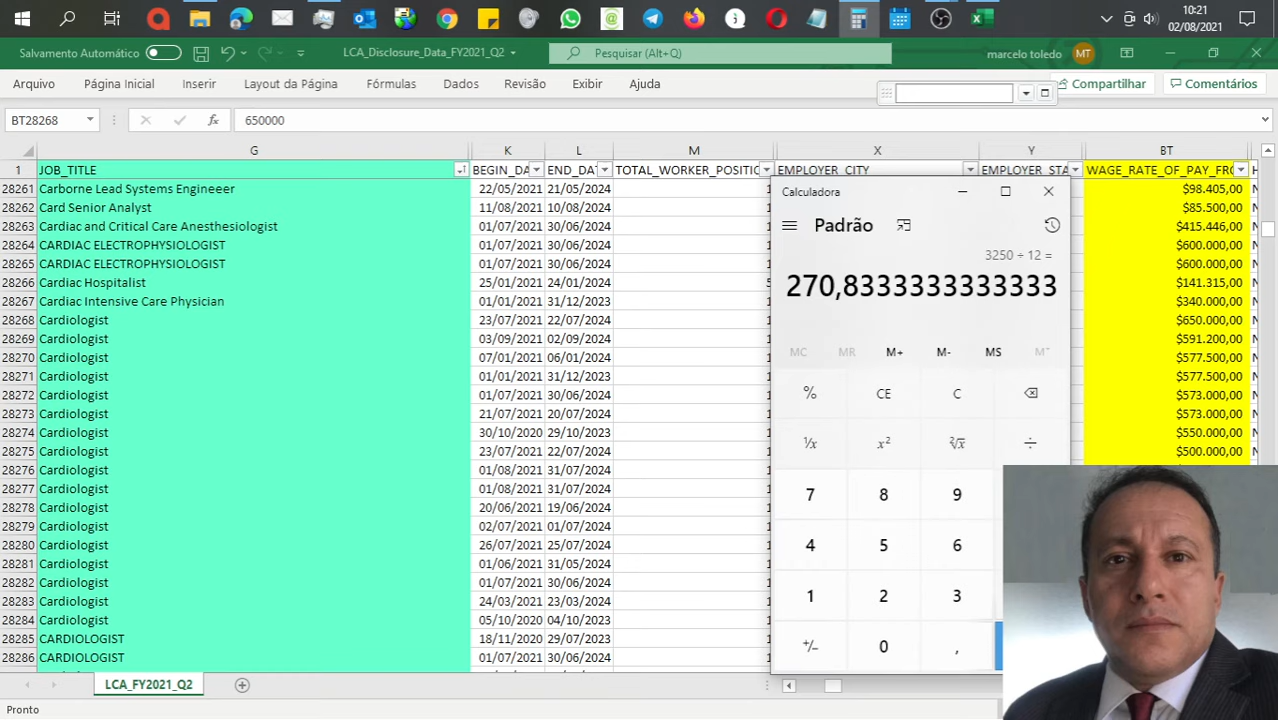 10:21
02/08/2021
Salvamento Automático
LCA_Disclosure_Data_FY2021_Q2
Pesquisar (Alt+Q)
marcelo toledo
MT
Arquivo Página Inicial Inserir Layout da Página Fórmulas Dados Revisão Exibir Ajuda
Compartilhar Comentários
BT28268 fx 650000
G K L M X Y BT
1 JOB_TITLE BEGIN_DA END_DAT TOTAL_WORKER_POSITIO EMPLOYER_CITY EMPLOYER_STA WAGE_RATE_OF_PAY_FRO
28261 Carborne Lead Systems Engineeer 22/05/2021 21/05/2024 $98.405,00
28262 Card Senior Analyst 11/08/2021 10/08/2024 $85.500,00
28263 Cardiac and Critical Care Anesthesiologist 01/07/2021 30/06/2024 $415.446,00
28264 CARDIAC ELECTROPHYSIOLOGIST 01/07/2021 30/06/2024 $600.000,00
28265 CARDIAC ELECTROPHYSIOLOGIST 01/07/2021 30/06/2024 $600.000,00
28266 Cardiac Hospitalist 25/01/2021 24/01/2024 $141.315,00
28267 Cardiac Intensive Care Physician 01/01/2021 31/12/2023 $340.000,00
28268 Cardiologist 23/07/2021 22/07/2024 $650.000,00
28269 Cardiologist 03/09/2021 02/09/2024 $591.200,00
28270 Cardiologist 07/01/2021 06/01/2024 $577.500,00
28271 Cardiologist 01/01/2021 31/12/2023 $577.500,00
28272 Cardiologist 01/07/2021 30/06/2024 $573.000,00
28273 Cardiologist 21/07/2021 20/07/2024 $573.000,00
28274 Cardiologist 30/10/2020 29/10/2023 $550.000,00
28275 Cardiologist 23/07/2021 22/07/2024 $500.000,00
28276 Cardiologist 01/08/2021 31/07/2024
28277 Cardiologist 01/08/2021 31/07/2024
28278 Cardiologist 20/06/2021 19/06/2024
28279 Cardiologist 02/07/2021 01/07/2024
28280 Cardiologist 26/07/2021 25/07/2024
28281 Cardiologist 01/06/2021 31/05/2024
28282 Cardiologist 01/07/2021 30/06/2024
28283 Cardiologist 24/03/2021 23/03/2024
28284 Cardiologist 05/10/2020 04/10/2023
28285 CARDIOLOGIST 18/11/2020 29/07/2023
28286 CARDIOLOGIST 01/07/2021 30/06/2024
Calculadora
Padrão
3250 ÷ 12 =
270,8333333333333
MC MR M+ M- MS M˅
% CE C
¹/x x² ²√x ÷
7 8 9
4 5 6
1 2 3
+/- 0 ,
LCA_FY2021_Q2
Pronto